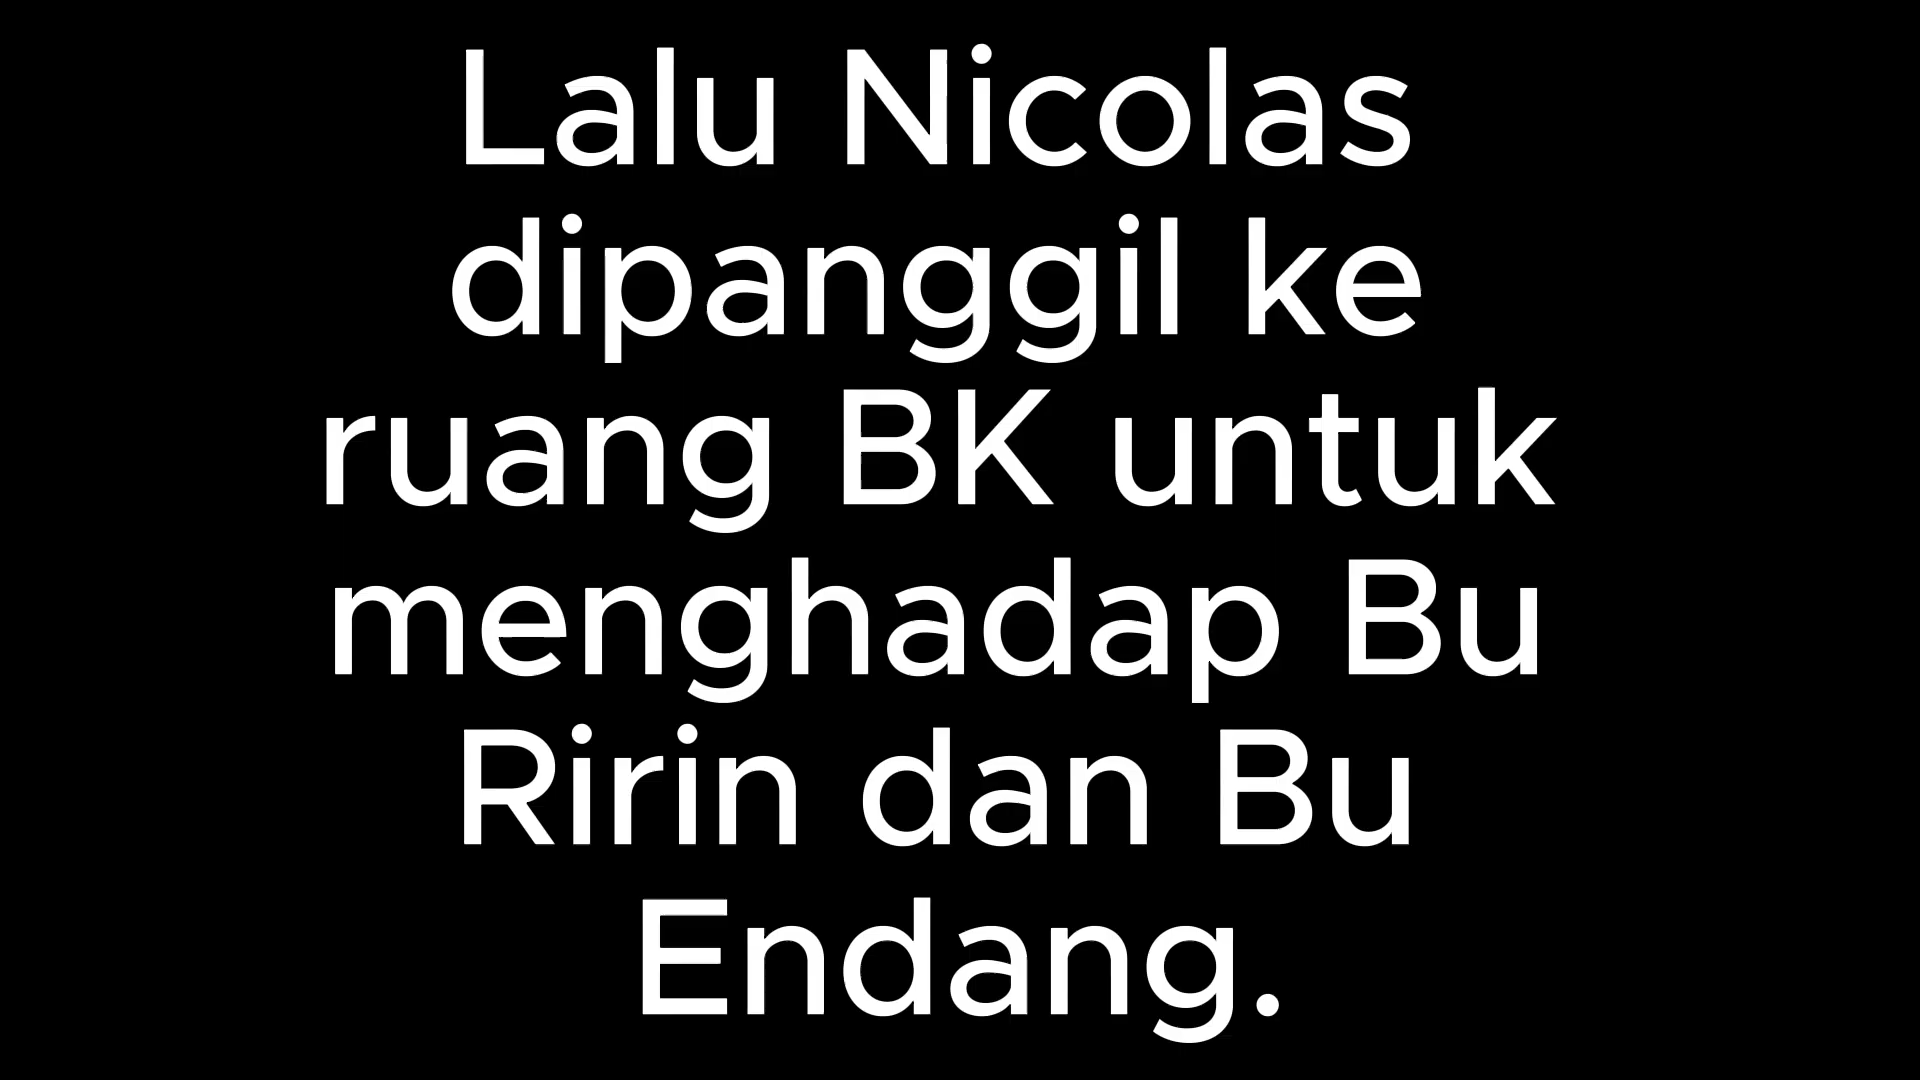 Lalu Nicolas
dipanggil ke
ruang BK untuk
menghadap Bu
Ririn dan Bu
Endang.